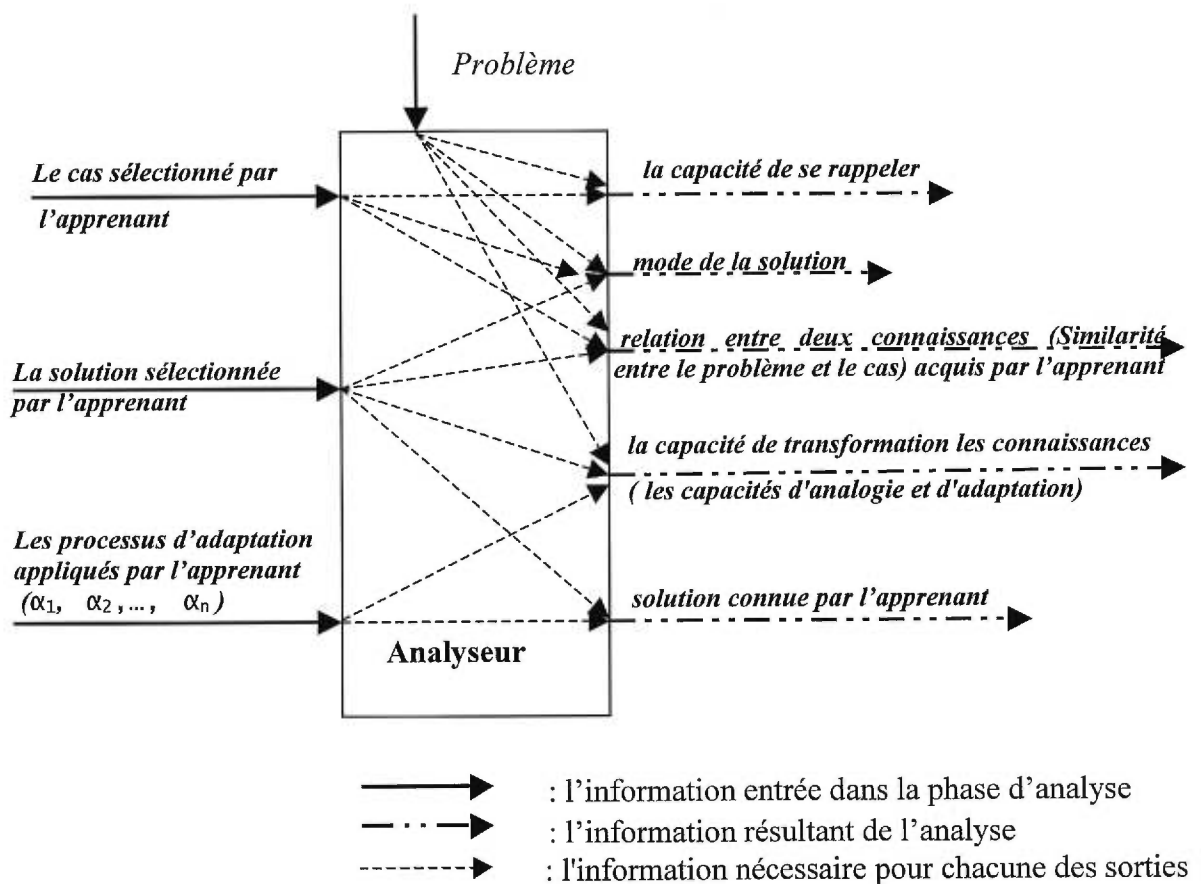 Problème
Le cas sélectionné par
l'apprenant
la capacité de se rappeler
mode de la solution
relation entre deux connaissances (Similarité
entre le problème et le cas) acquis par l'apprenant
La solution sélectionnée
par l'apprenant
la capacité de transformation les connaissances
( les capacités d'analogie et d'adaptation)
Les processus d'adaptation
appliqués par l'apprenant
(α₁, α₂,..., αₙ)
solution connue par l'apprenant
Analyseur
: l'information entrée dans la phase d'analyse
: l'information résultant de l'analyse
: l'information nécessaire pour chacune des sorties